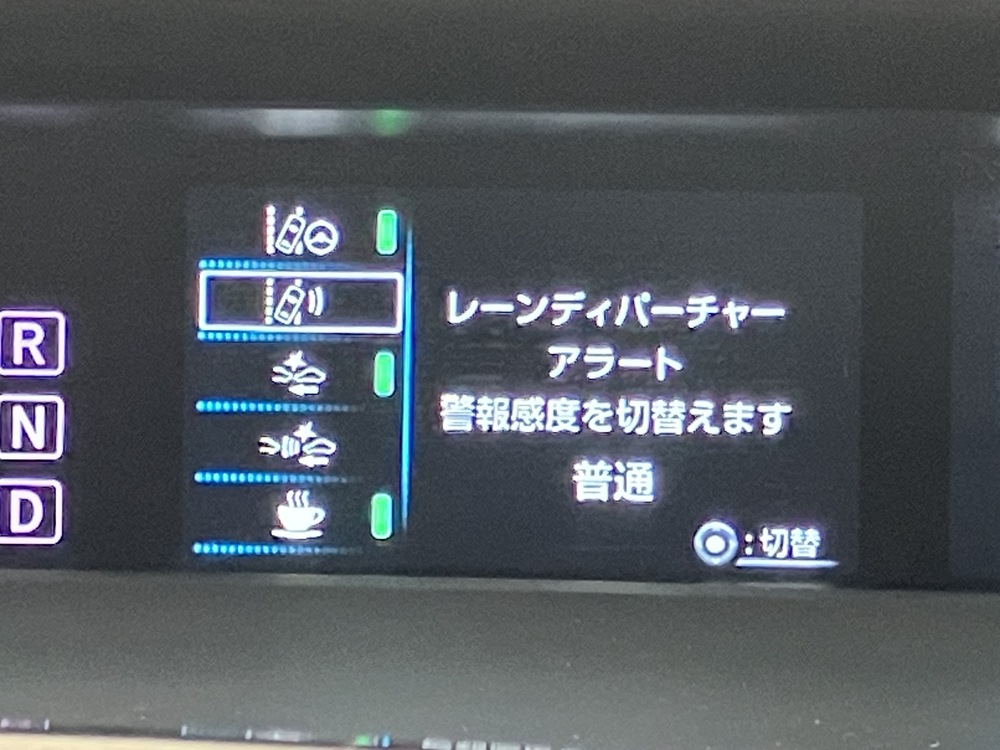 R
N
D
レーンディパーチャー
アラート
警報感度を切替えます
普通
:切替